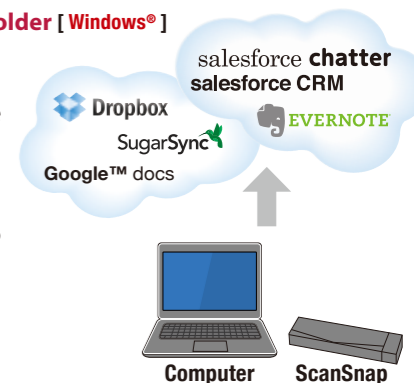 older [ Windows® ]
salesforce chatter
salesforce CRM
Dropbox
EVERNOTE
SugarSync
Google™ docs
Computer ScanSnap